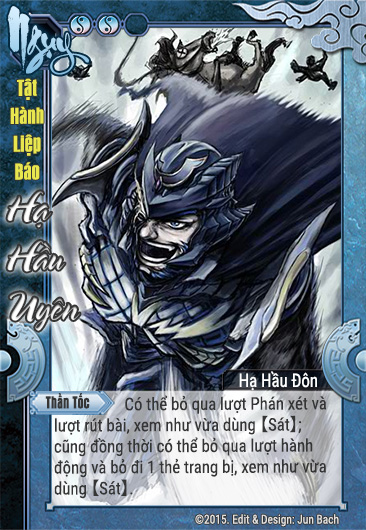 Ngụy
Tật
Hành
Liệp
Báo
Hạ
Hầu
Uyên
Hạ Hầu Đôn
Thần Tốc
Có thể bỏ qua lượt Phán xét và
lượt rút bài, xem như vừa dùng【Sát】;
cũng đồng thời có thể bỏ qua lượt hành
động và bỏ đi 1 thẻ trang bị, xem như vừa
dùng【Sát】.
©2015. Edit & Design: Jun Bach